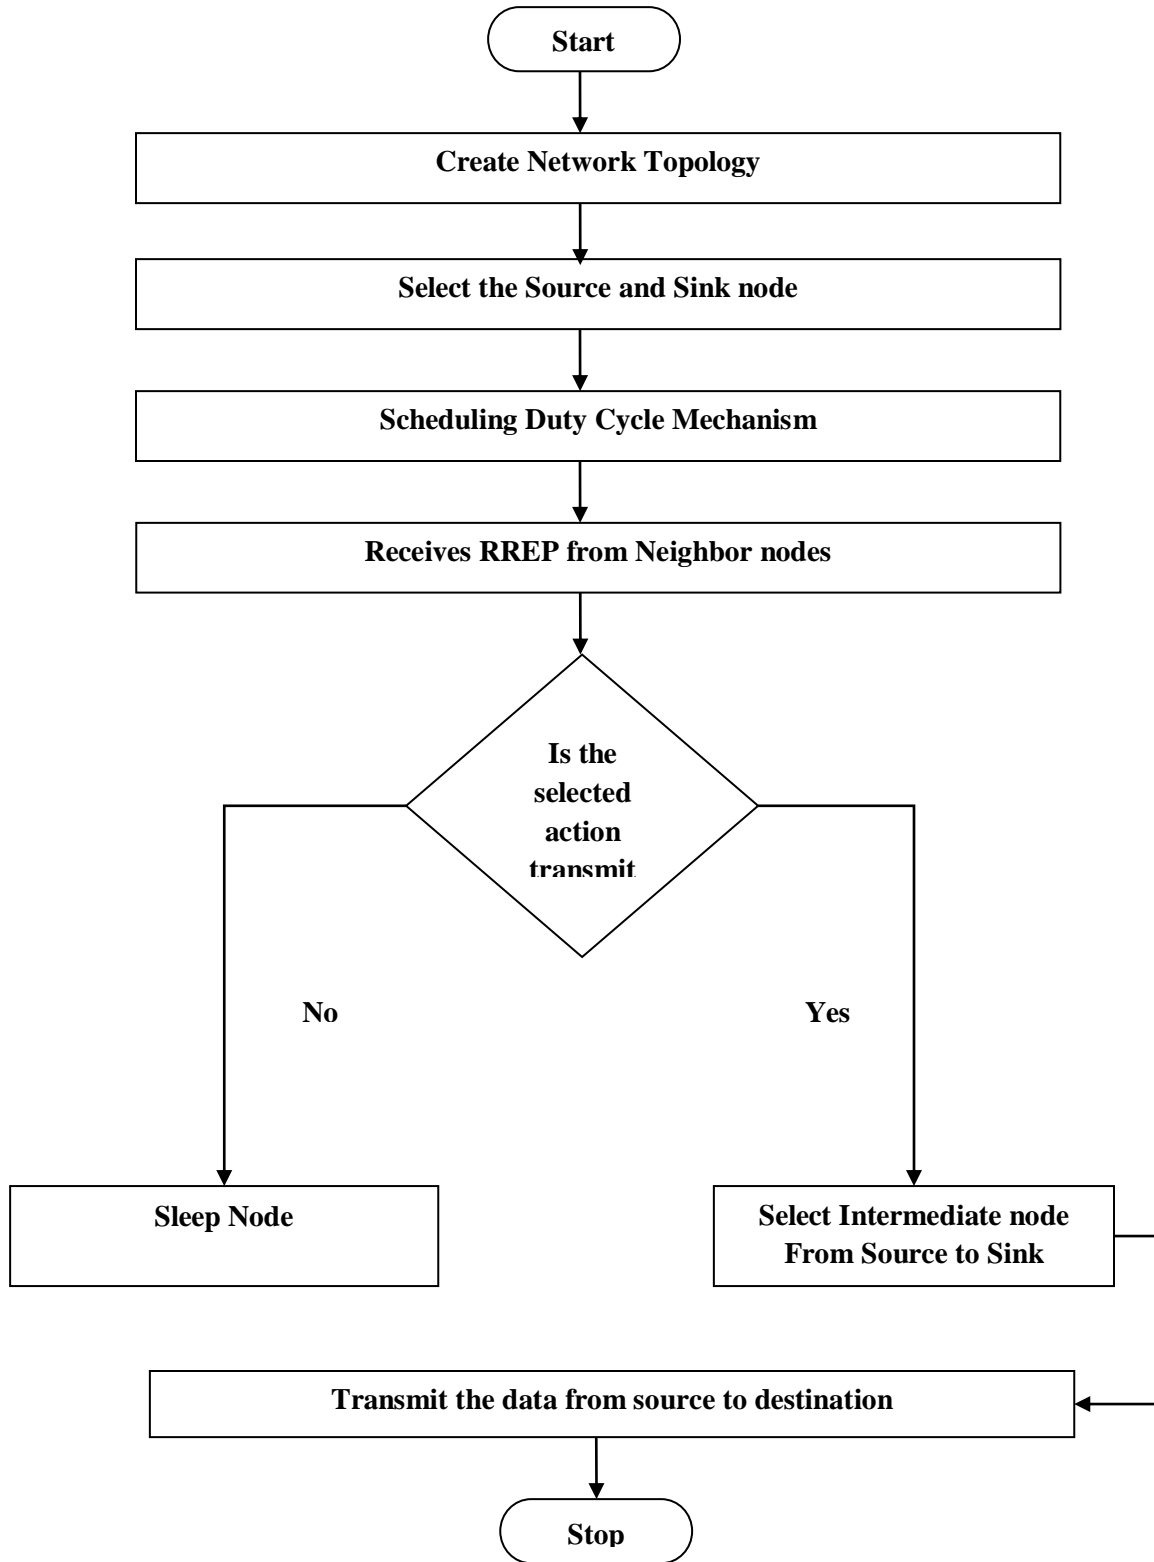 Start
Create Network Topology
Select the Source and Sink node
Scheduling Duty Cycle Mechanism
Receives RREP from Neighbor nodes
Is the
selected
action
transmit
No
Yes
Sleep Node
Select Intermediate node
From Source to Sink
Transmit the data from source to destination
Stop